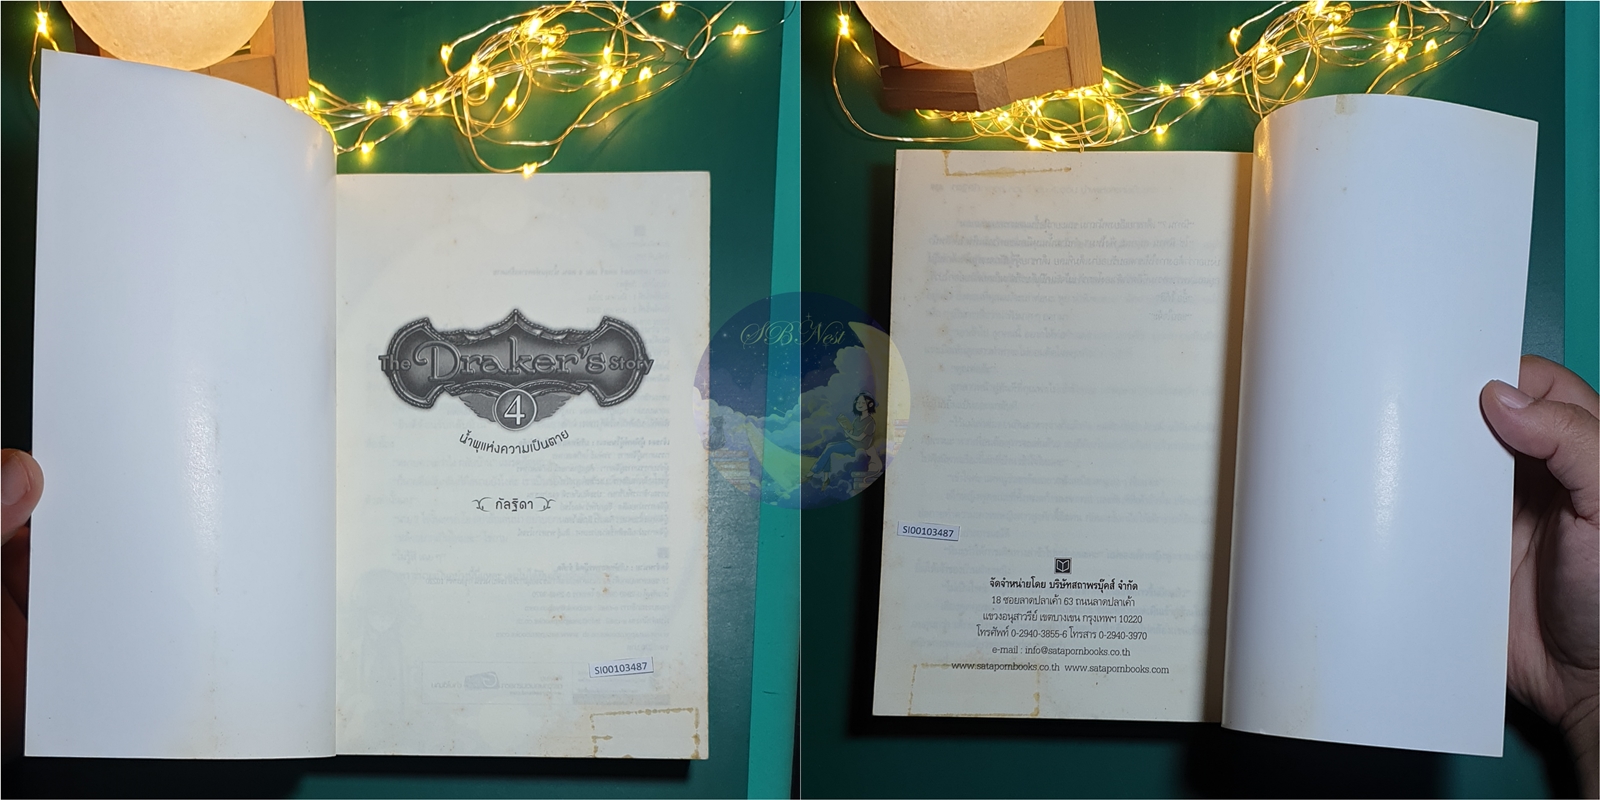 The Draker's Story
4
น้ำพุแห่งความเป็นตาย
กัลฐิดา
SI00103487
SBNest
SI00103487
จัดจำหน่ายโดย บริษัทสถาพรบุ๊คส์ จำกัด
18 ซอยลาดปลาเค้า 63 ถนนลาดปลาเค้า
แขวงอนุสาวรีย์ เขตบางเขน กรุงเทพฯ 10220
โทรศัพท์ 0-2940-3855-6 โทรสาร 0-2940-3970
e-mail : info@satapornbooks.co.th
www.satapornbooks.co.th www.satapornbooks.com